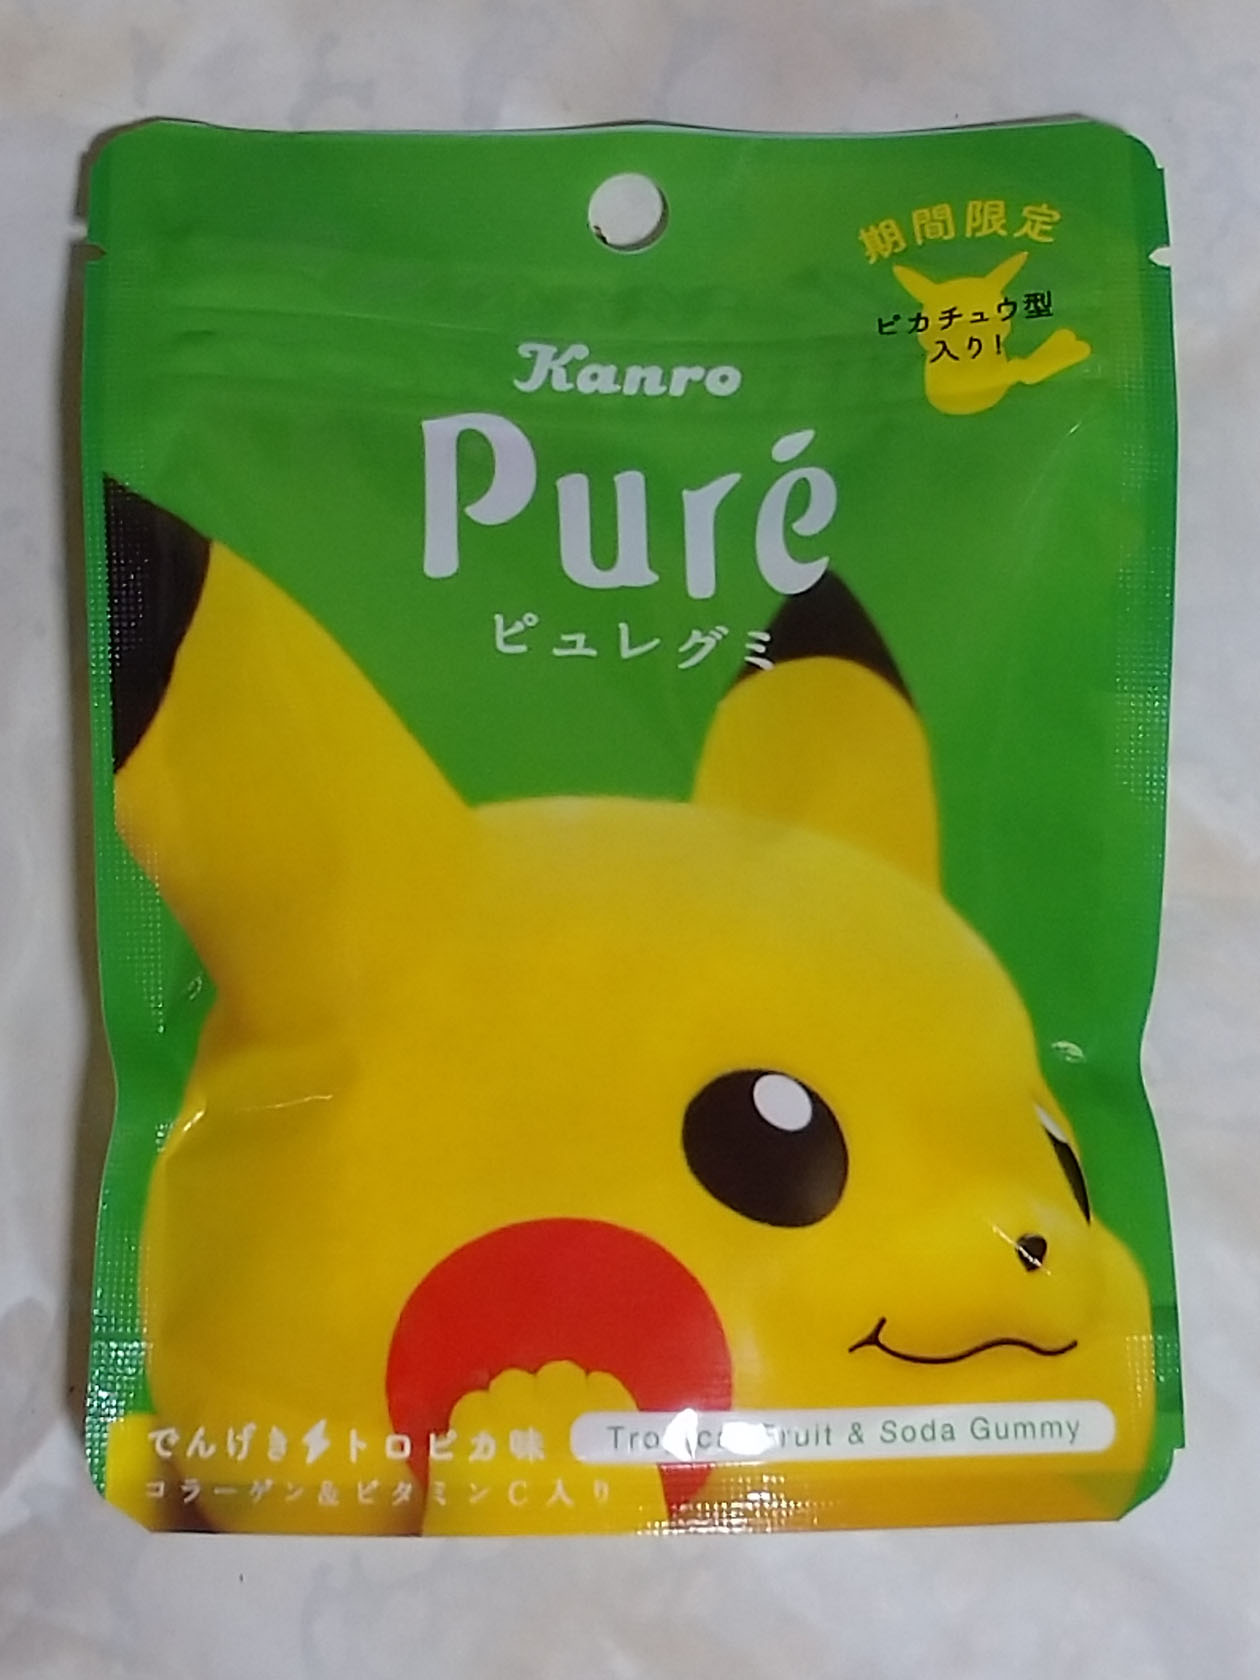 期間限定
ピカチュウ型
入り!
Kanro
Puré
ピュレグミ
でんげきトロピカ味
Tropical Fruit & Soda Gummy
コラーゲン&ビタミンC入り